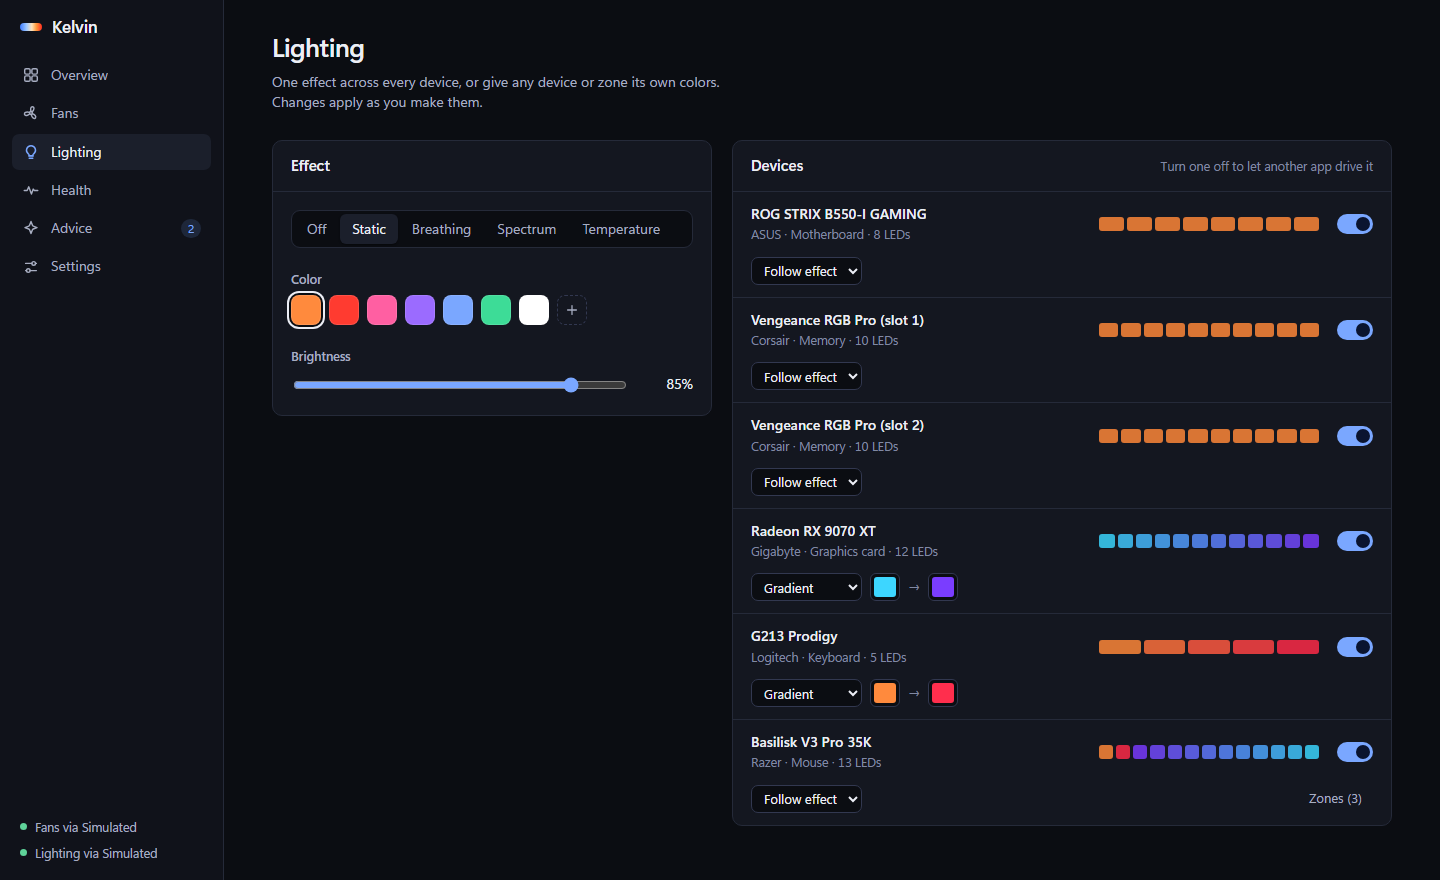 Kelvin
Overview
Fans
Lighting
Health
Advice 2
Settings
Fans via Simulated
Lighting via Simulated
Lighting
One effect across every device, or give any device or zone its own colors.
Changes apply as you make them.
Effect
Off Static Breathing Spectrum Temperature
Color
+
Brightness
85%
Devices Turn one off to let another app drive it
ROG STRIX B550-I GAMING
ASUS · Motherboard · 8 LEDs
Follow effect
Vengeance RGB Pro (slot 1)
Corsair · Memory · 10 LEDs
Follow effect
Vengeance RGB Pro (slot 2)
Corsair · Memory · 10 LEDs
Follow effect
Radeon RX 9070 XT
Gigabyte · Graphics card · 12 LEDs
Gradient →
G213 Prodigy
Logitech · Keyboard · 5 LEDs
Gradient →
Basilisk V3 Pro 35K
Razer · Mouse · 13 LEDs
Follow effect Zones (3)